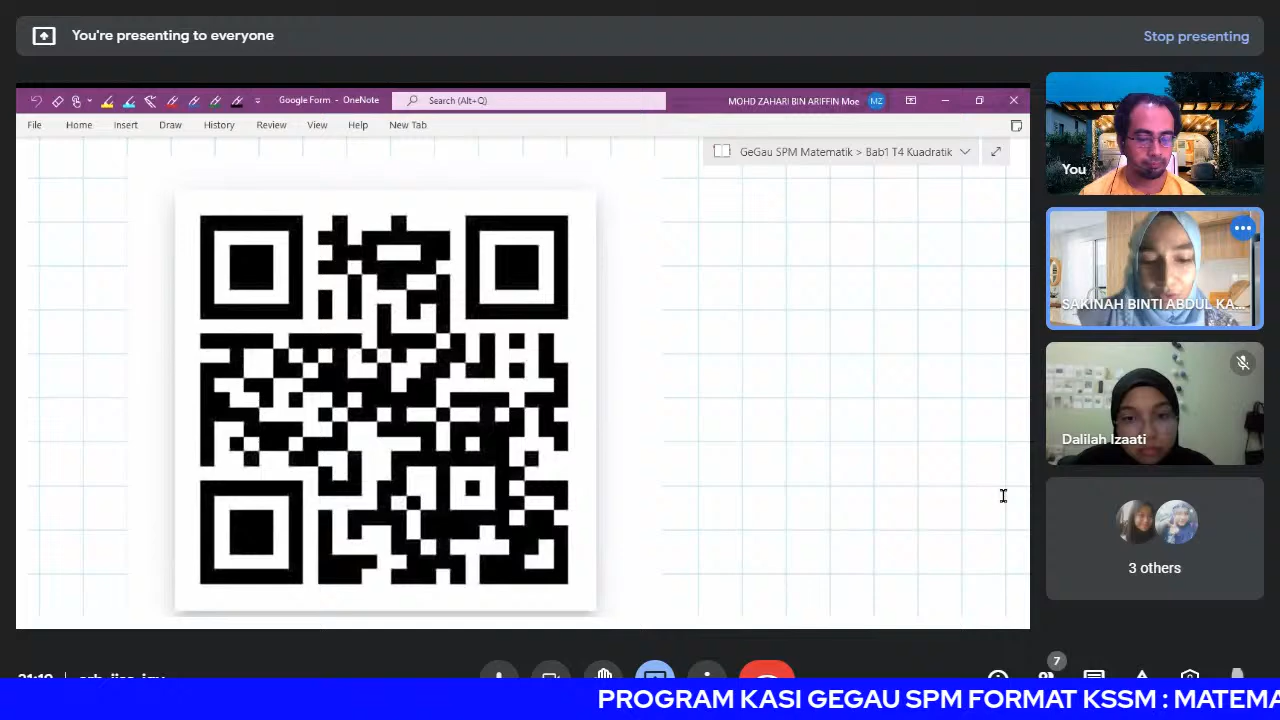 You're presenting to everyone
Stop presenting
Google Form - OneNote
Search (Alt+Q)
MOHD ZAHARI BIN ARIFFIN Moe
MZ
File Home Insert Draw History Review View Help New Tab
GeGau SPM Matematik > Bab1 T4 Kuadratik
You
SAKINAH BINTI ABDUL KA...
Dalilah Izaati
3 others
7
PROGRAM KASI GEGAU SPM FORMAT KSSM : MATEMA